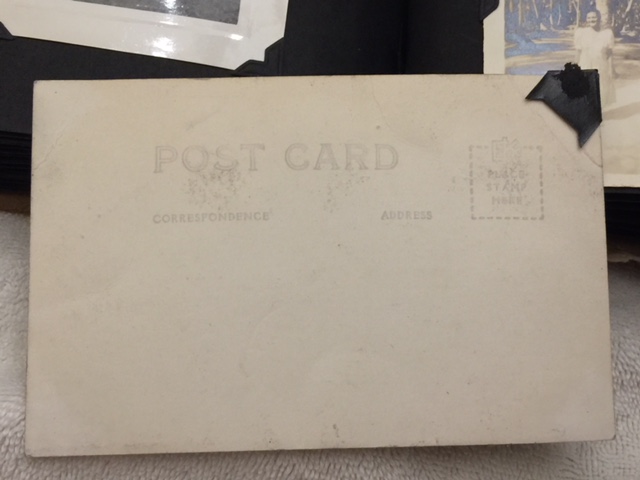 POST CARD
CORRESPONDENCE
ADDRESS
PLACE
STAMP
HERE